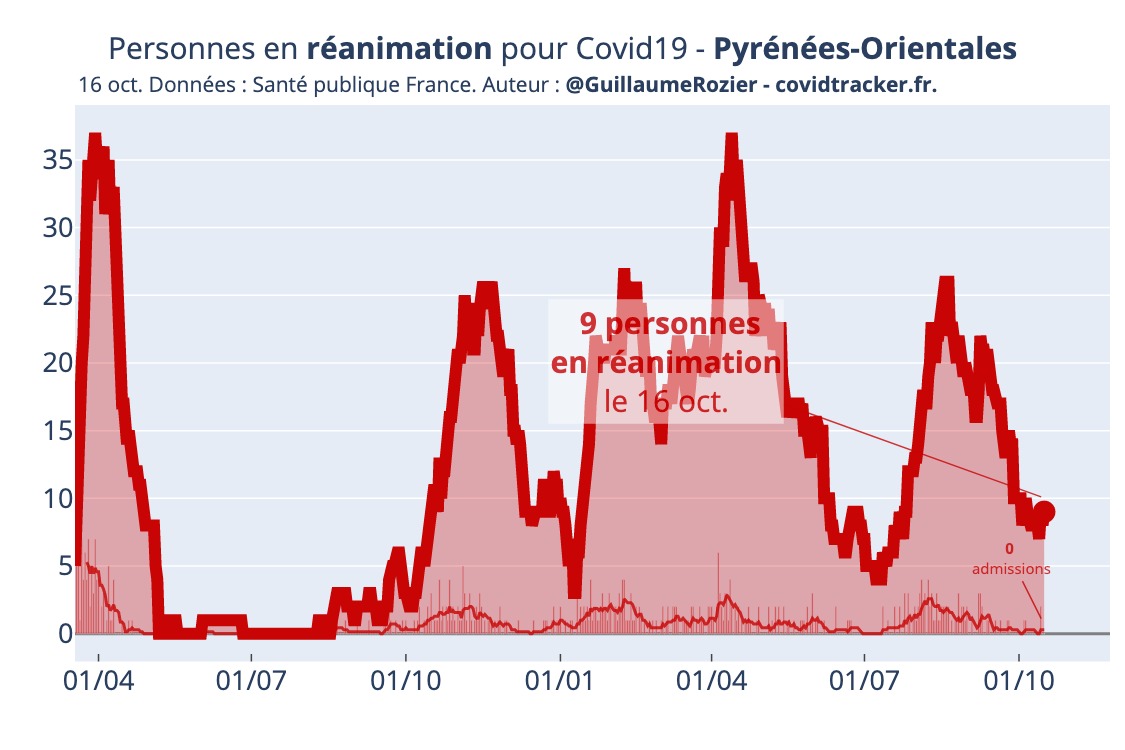 Personnes en réanimation pour Covid19 - Pyrénées-Orientales
16 oct. Données : Santé publique France. Auteur : @GuillaumeRozier - covidtracker.fr.
35
30
25
20
15
10
5
0
9 personnes
en réanimation
le 16 oct.
0
admissions
01/04
01/07
01/10
01/01
01/04
01/07
01/10